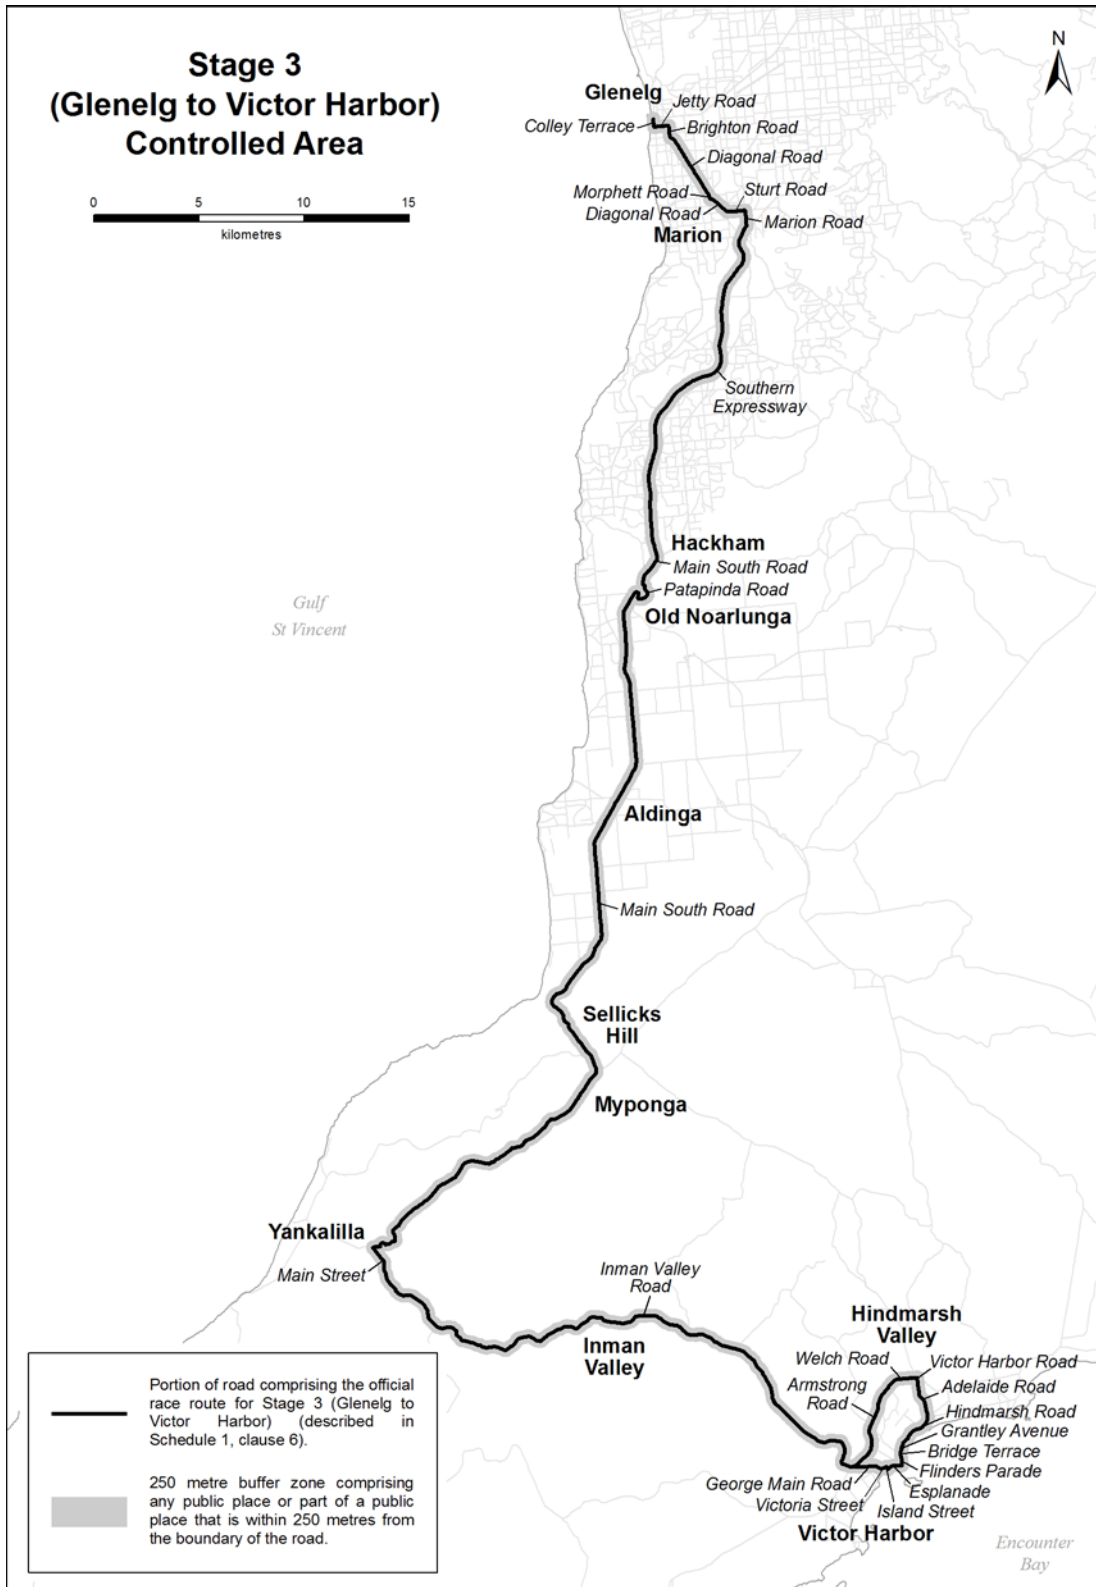 Stage 3
(Glenelg to Victor Harbor)
Controlled Area
0 5 10 15
kilometres
N
Glenelg
Jetty Road
Colley Terrace
Brighton Road
Diagonal Road
Morphett Road
Sturt Road
Diagonal Road
Marion Road
Marion
Southern
Expressway
Hackham
Main South Road
Patapinda Road
Old Noarlunga
Gulf
St Vincent
Aldinga
Main South Road
Sellicks
Hill
Myponga
Yankalilla
Main Street
Inman Valley
Road
Inman
Valley
Hindmarsh
Valley
Welch Road
Victor Harbor Road
Armstrong
Road
Adelaide Road
Hindmarsh Road
Grantley Avenue
Bridge Terrace
Flinders Parade
George Main Road
Esplanade
Victoria Street
Island Street
Victor Harbor
Encounter
Bay
Portion of road comprising the official
race route for Stage 3 (Glenelg to
Victor Harbor) (described in
Schedule 1, clause 6).
250 metre buffer zone comprising
any public place or part of a public
place that is within 250 metres from
the boundary of the road.